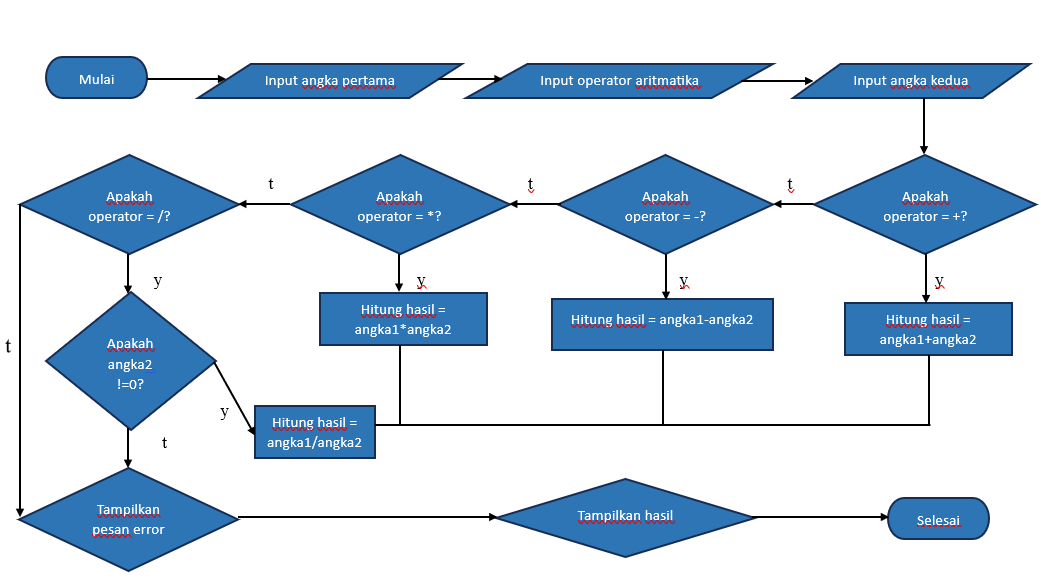 Mulai
Input angka pertama
Input operator aritmatika
Input angka kedua
Apakah
operator = /?
t
Apakah
operator = *?
t
Apakah
operator = -?
t
Apakah
operator = +?
y
y
y
y
Hitung hasil =
angka1*angka2
Hitung hasil = angka1-angka2
Hitung hasil =
angka1+angka2
t
Apakah
angka2
!=0?
y
Hitung hasil =
angka1/angka2
t
Tampilkan
pesan error
Tampilkan hasil
Selesai